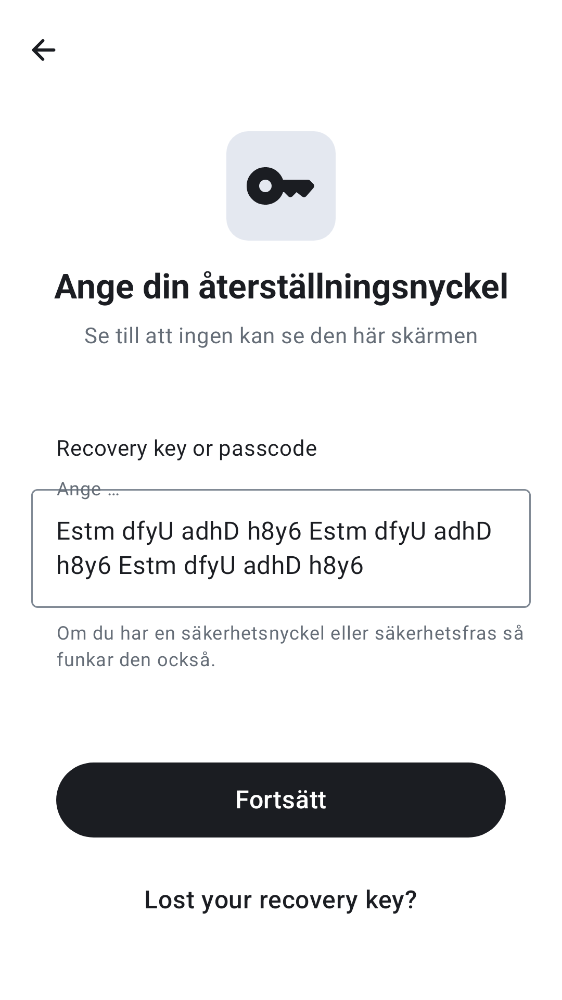 Ange din återställningsnyckel
Se till att ingen kan se den här skärmen
Recovery key or passcode
Ange …
Estm dfyU adhD h8y6 Estm dfyU adhD
h8y6 Estm dfyU adhD h8y6
Om du har en säkerhetsnyckel eller säkerhetsfras så
funkar den också.
Fortsätt
Lost your recovery key?